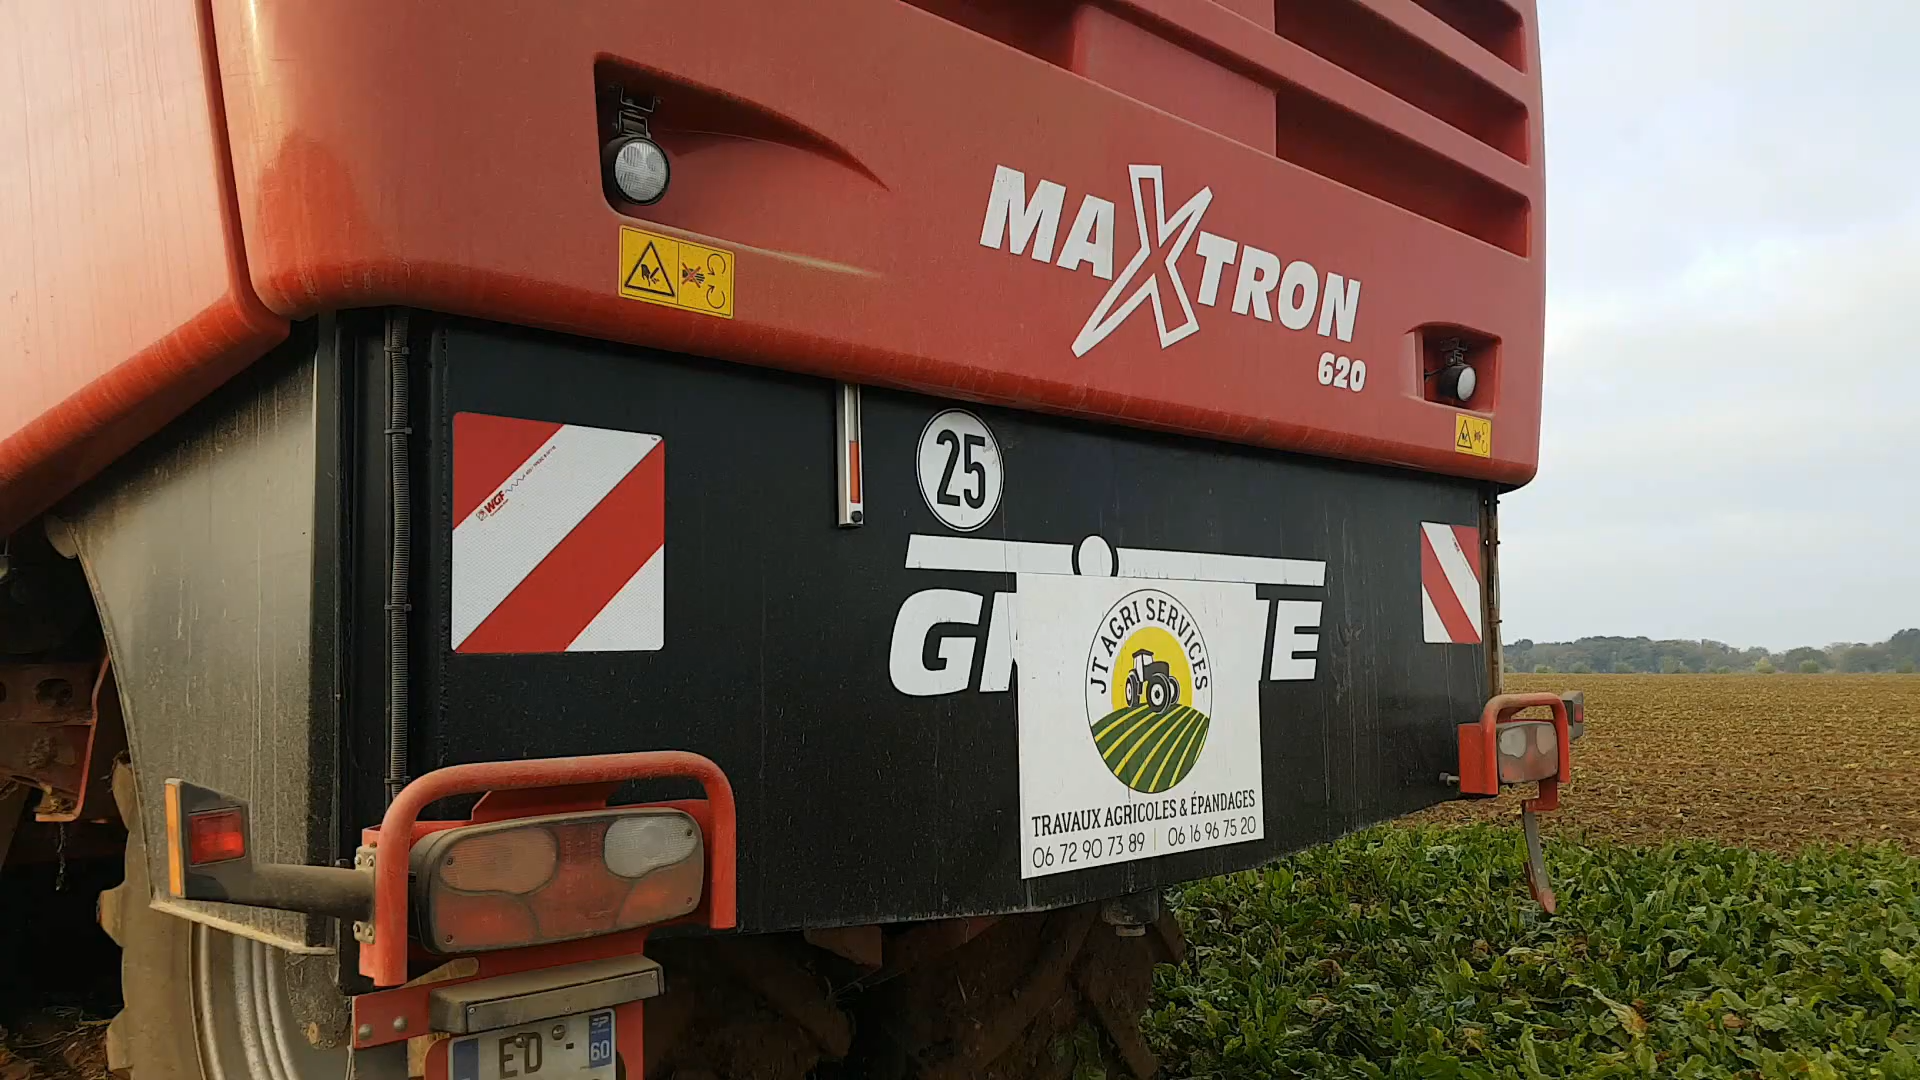 MAXTRON
620
WGF
25
JT AGRI SERVICES
TRAVAUX AGRICOLES & ÉPANDAGES
06 72 90 73 89 | 06 16 96 75 20
ED -
60